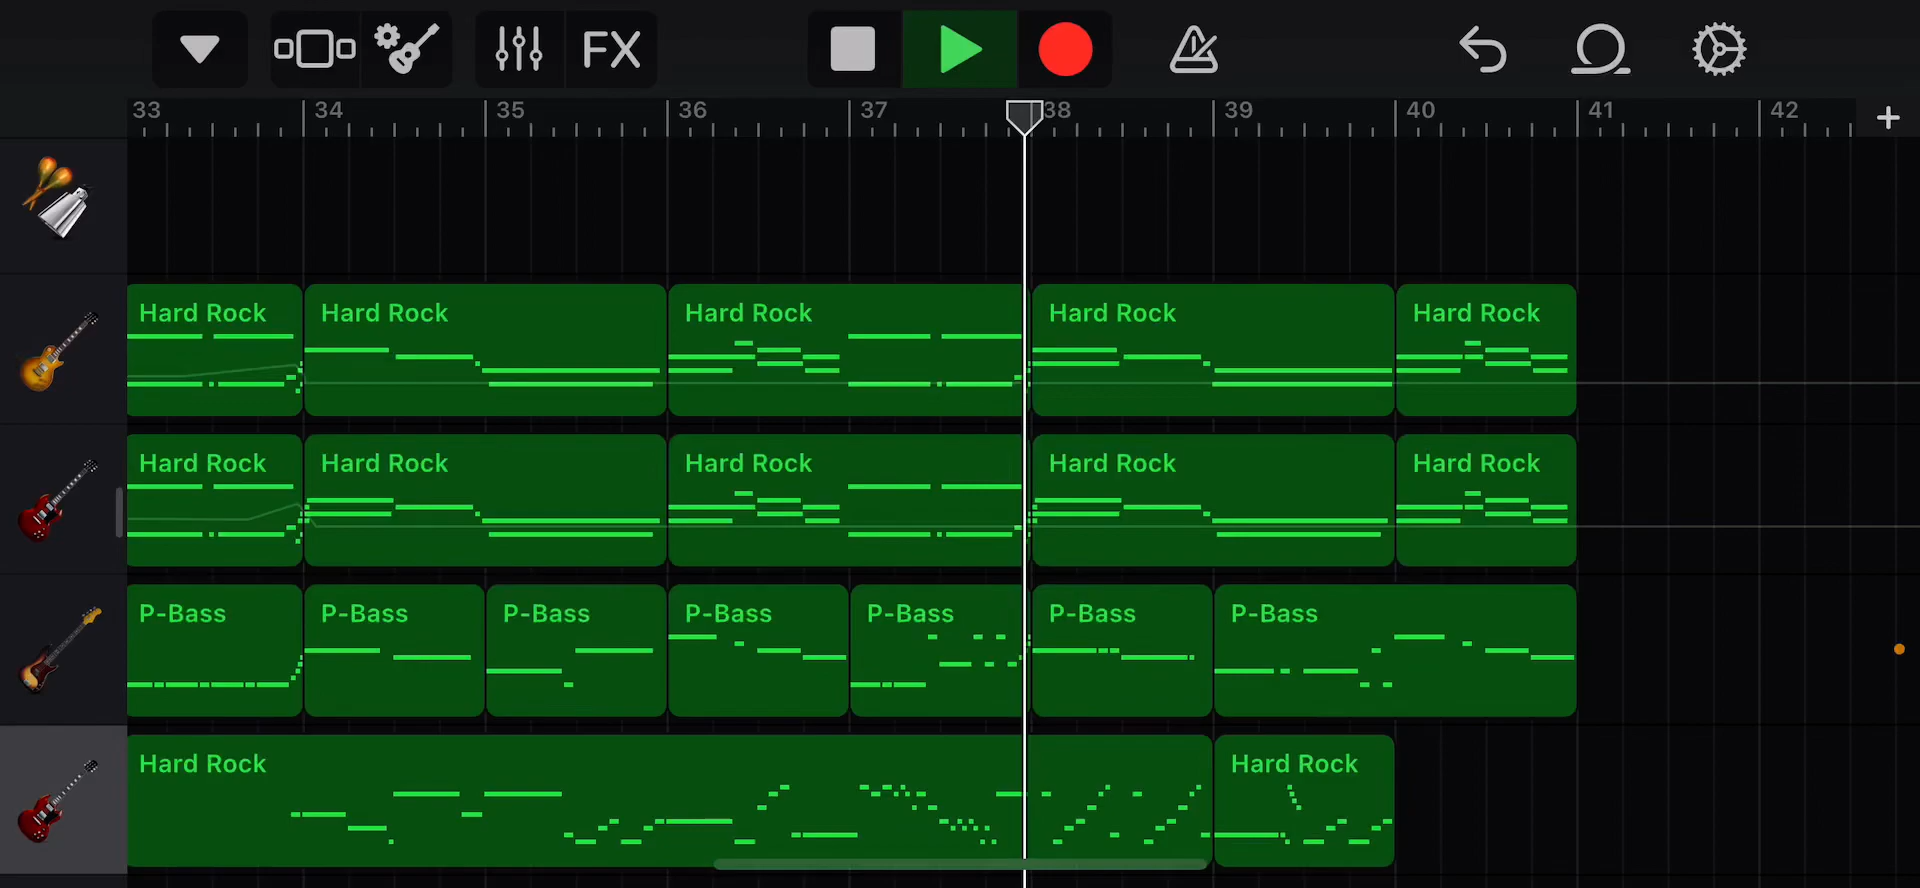 FX
33 34 35 36 37 38 39 40 41 42
Hard Rock Hard Rock Hard Rock Hard Rock Hard Rock
Hard Rock Hard Rock Hard Rock Hard Rock Hard Rock
P-Bass P-Bass P-Bass P-Bass P-Bass P-Bass P-Bass
Hard Rock Hard Rock